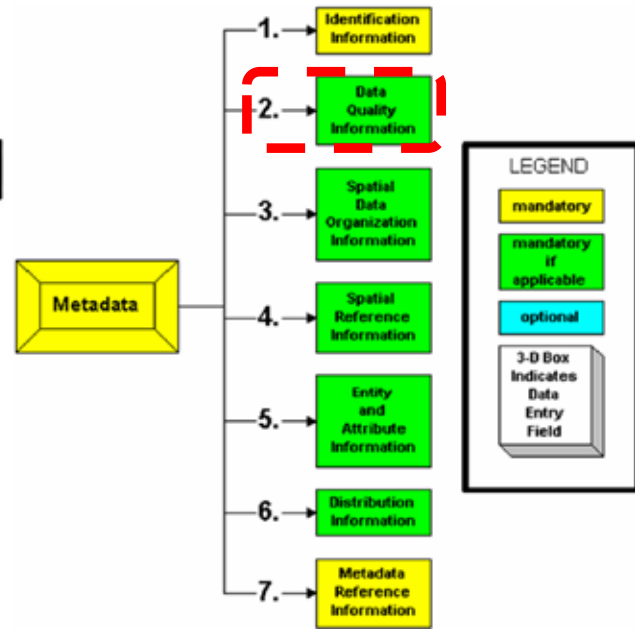 1.
Identification
Information
2.
Data
Quality
Information
3.
Spatial
Data
Organization
Information
Metadata
4.
Spatial
Reference
Information
5.
Entity
and
Attribute
Information
6.
Distribution
Information
7.
Metadata
Reference
Information
LEGEND
mandatory
mandatory
if
applicable
optional
3-D Box
Indicates
Data
Entry
Field